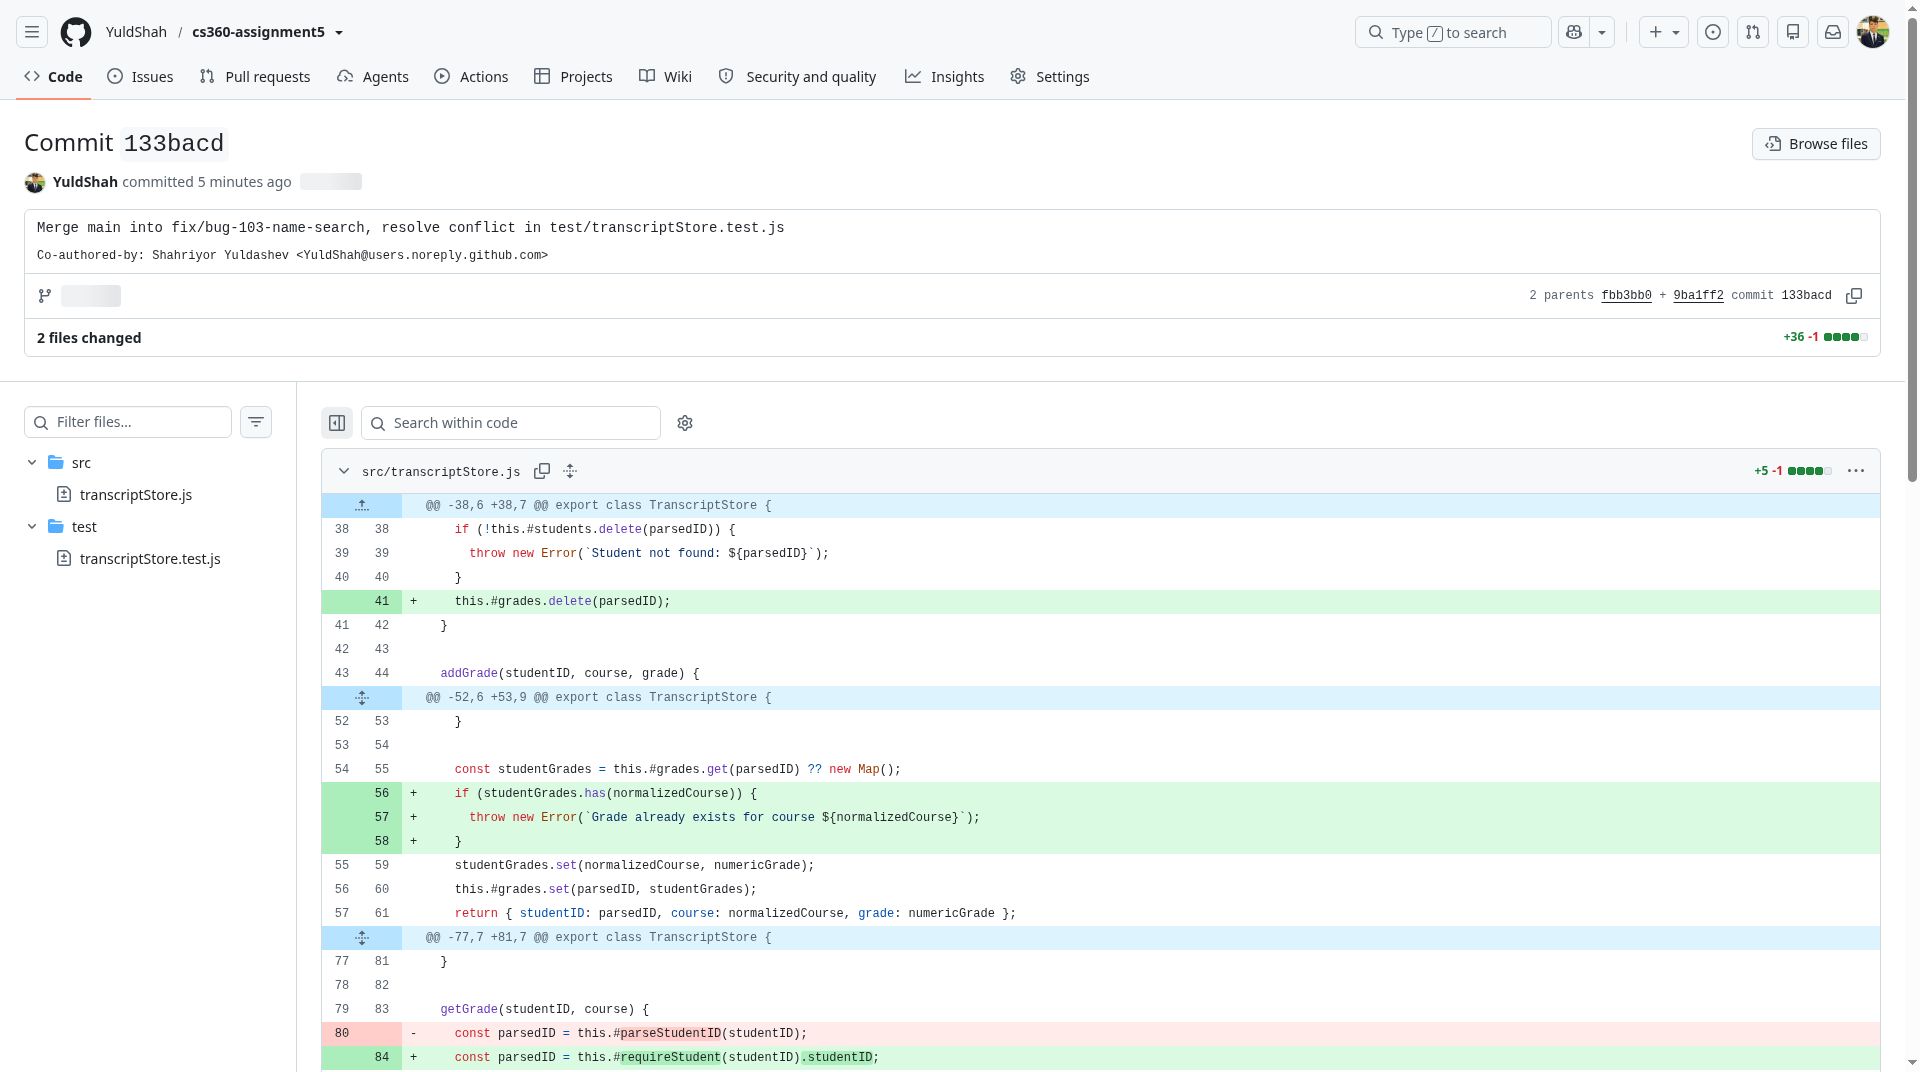 YuldShah / cs360-assignment5
Type / to search
Code Issues Pull requests Agents Actions Projects Wiki Security and quality Insights Settings
Commit 133bacd
Browse files
YuldShah committed 5 minutes ago
Merge main into fix/bug-103-name-search, resolve conflict in test/transcriptStore.test.js
Co-authored-by: Shahriyor Yuldashev <YuldShah@users.noreply.github.com>
2 parents fbb3bb0 + 9ba1ff2 commit 133bacd
2 files changed
+36 -1
Filter files...
src
transcriptStore.js
test
transcriptStore.test.js
Search within code
src/transcriptStore.js
+5 -1
@@ -38,6 +38,7 @@ export class TranscriptStore {
38 38 if (!this.#students.delete(parsedID)) {
39 39 throw new Error(`Student not found: ${parsedID}`);
40 40 }
41 + this.#grades.delete(parsedID);
41 42 }
42 43
43 44 addGrade(studentID, course, grade) {
@@ -52,6 +53,9 @@ export class TranscriptStore {
52 53 }
53 54
54 55 const studentGrades = this.#grades.get(parsedID) ?? new Map();
56 + if (studentGrades.has(normalizedCourse)) {
57 + throw new Error(`Grade already exists for course ${normalizedCourse}`);
58 + }
55 59 studentGrades.set(normalizedCourse, numericGrade);
56 60 this.#grades.set(parsedID, studentGrades);
57 61 return { studentID: parsedID, course: normalizedCourse, grade: numericGrade };
@@ -77,7 +81,7 @@ export class TranscriptStore {
77 81 }
78 82
79 83 getGrade(studentID, course) {
80 - const parsedID = this.#parseStudentID(studentID);
84 + const parsedID = this.#requireStudent(studentID).studentID;